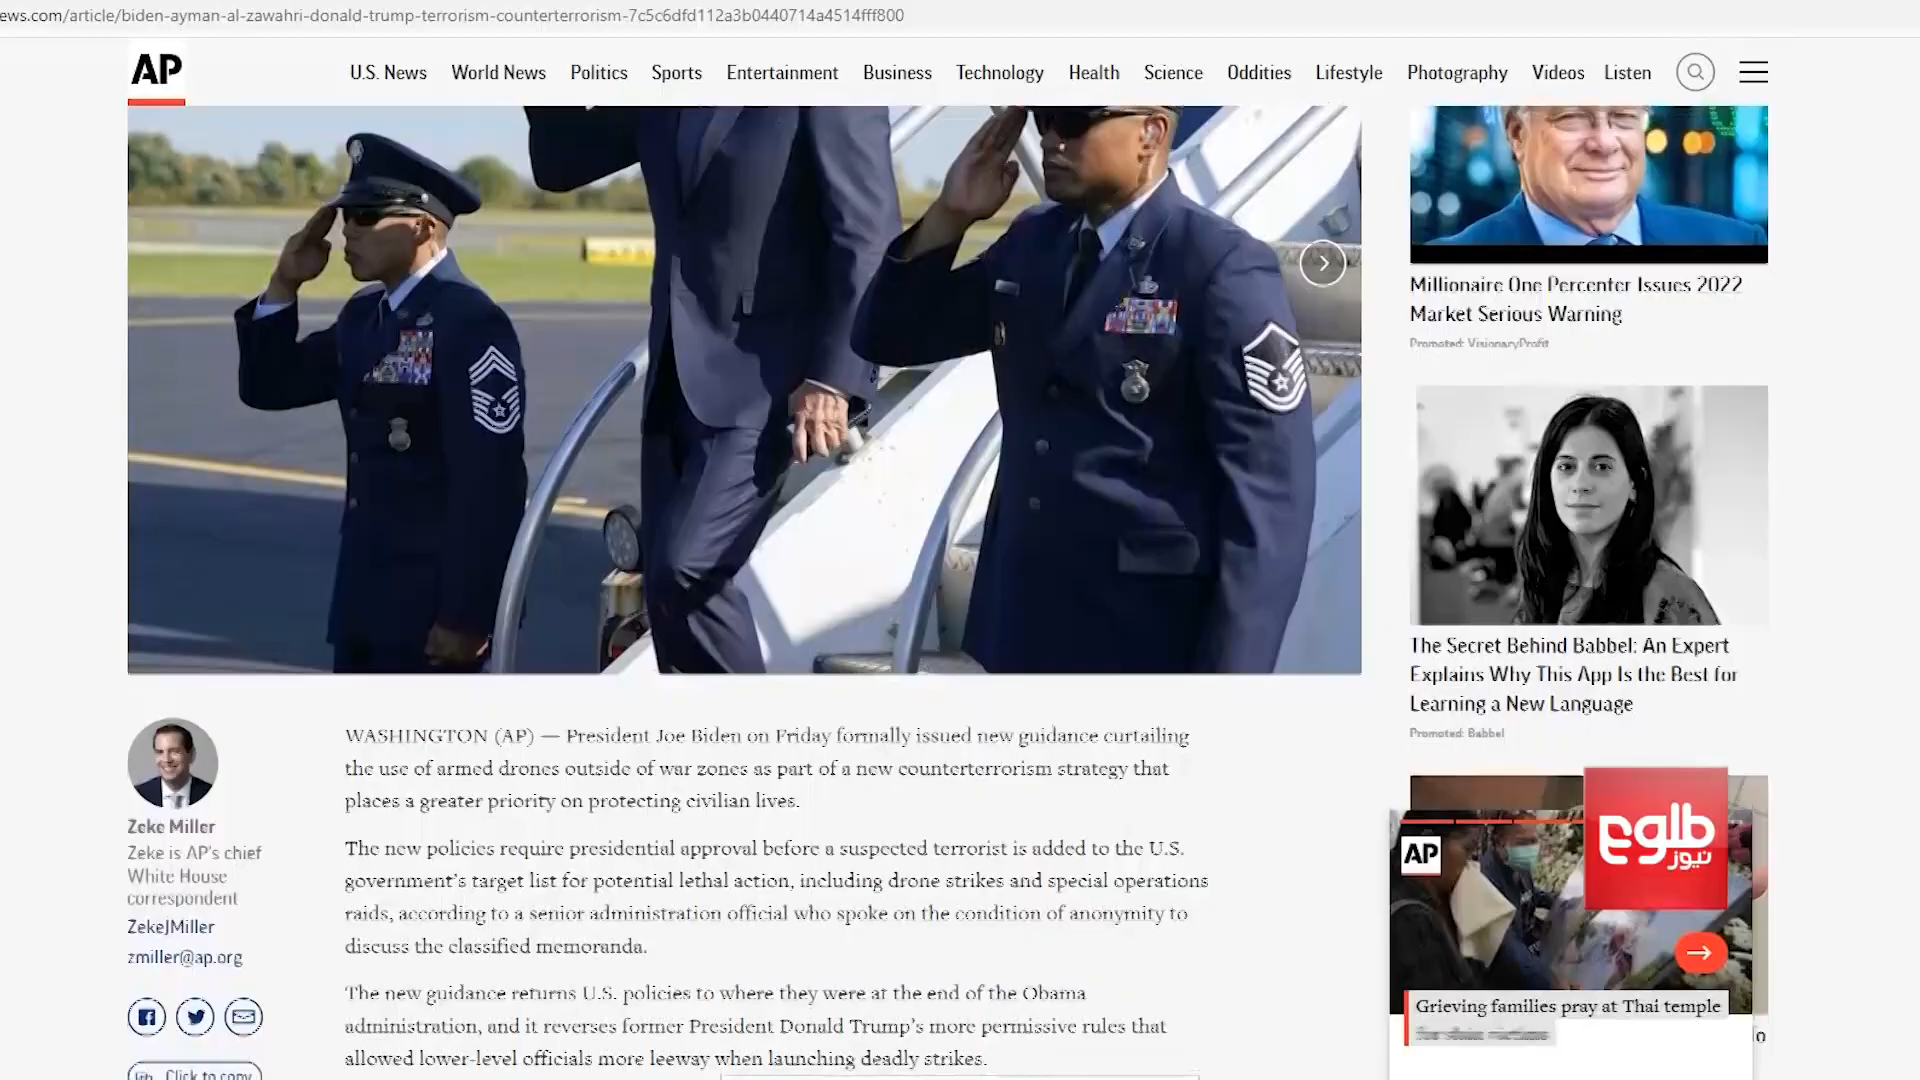 ews.com/article/biden-ayman-al-zawahri-donald-trump-terrorism-counterterrorism-7c5c6dfd112a3b0440714a4514fff800
AP
U.S. News
World News
Politics
Sports
Entertainment
Business
Technology
Health
Science
Oddities
Lifestyle
Photography
Videos
Listen
Millionaire One Percenter Issues 2022
Market Serious Warning
Promoted: VisionaryProfit
The Secret Behind Babbel: An Expert
Explains Why This App Is the Best for
Learning a New Language
Promoted: Babbel
Zeke Miller
Zeke is AP's chief
White House
correspondent
ZekeJMiller
zmiller@ap.org
Click to copy
WASHINGTON (AP) — President Joe Biden on Friday formally issued new guidance curtailing
the use of armed drones outside of war zones as part of a new counterterrorism strategy that
places a greater priority on protecting civilian lives.
The new policies require presidential approval before a suspected terrorist is added to the U.S.
government's target list for potential lethal action, including drone strikes and special operations
raids, according to a senior administration official who spoke on the condition of anonymity to
discuss the classified memoranda.
The new guidance returns U.S. policies to where they were at the end of the Obama
administration, and it reverses former President Donald Trump's more permissive rules that
allowed lower-level officials more leeway when launching deadly strikes.
AP
طلوع
نیوز
Grieving families pray at Thai temple